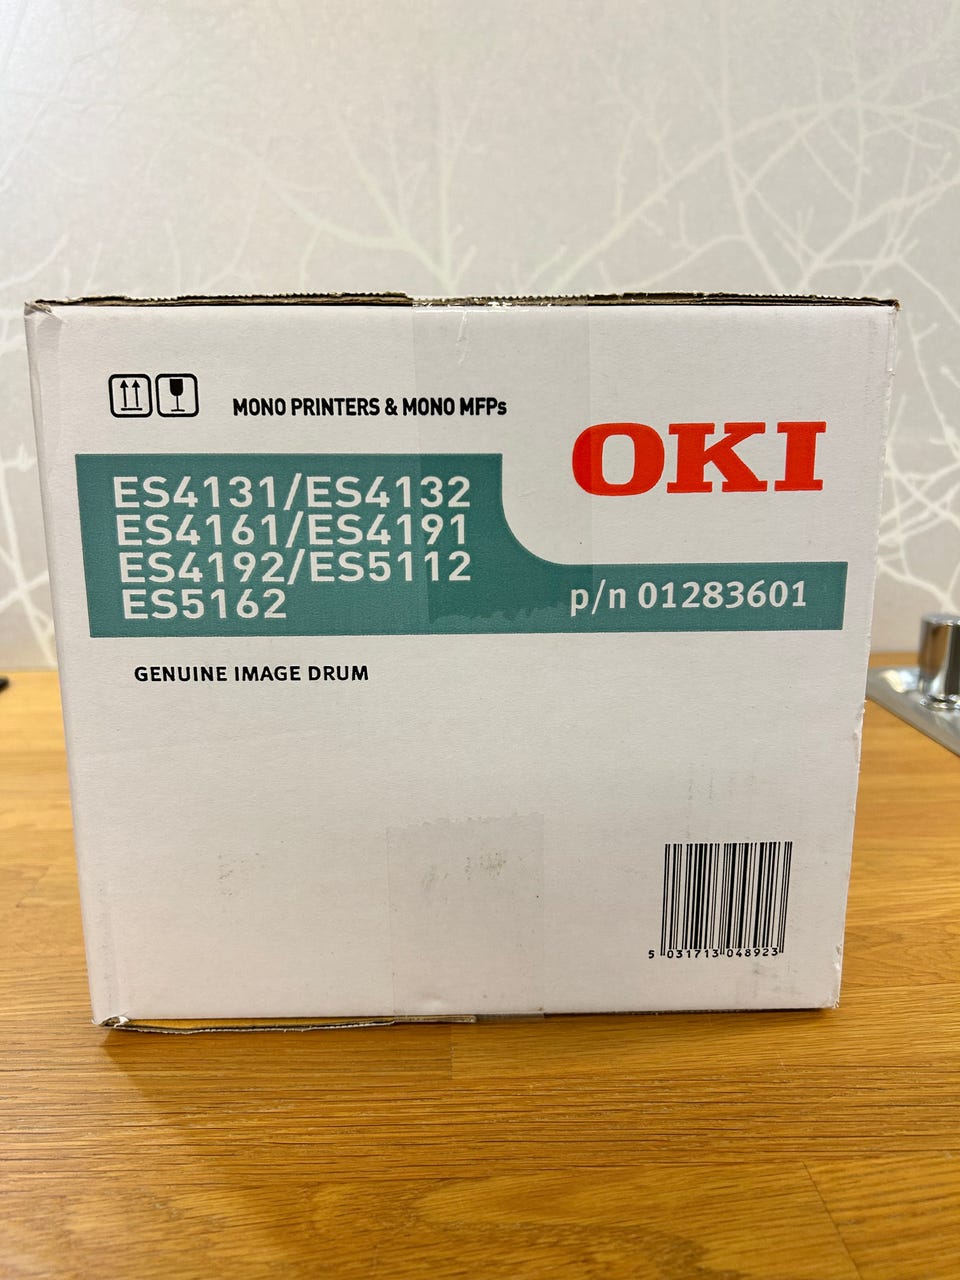 MONO PRINTERS & MONO MFPs
OKI
ES4131/ES4132
ES4161/ES4191
ES4192/ES5112
ES5162
p/n 01283601
GENUINE IMAGE DRUM
5 031713 048923